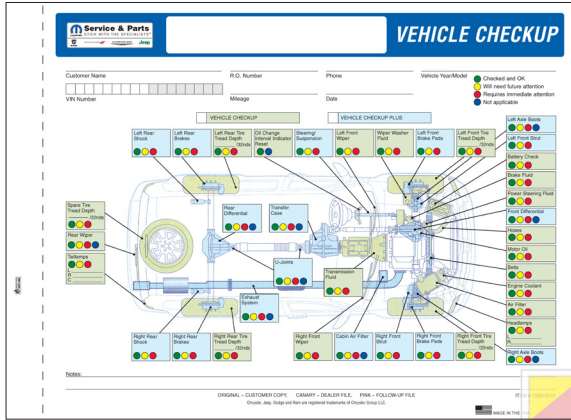 Service & Parts
STICK WITH THE SPECIALISTS
Jeep
VEHICLE CHECKUP
Customer Name
R.O. Number
Phone
Vehicle Year/Model
Checked and OK
Will need future attention
Requires immediate attention
Not applicable
VIN Number
Mileage
Date
VEHICLE CHECKUP
VEHICLE CHECKUP PLUS
Left Rear Shock
Left Rear Brakes
Left Rear Tire Tread Depth /32nds
Oil Change Interval Indicator Reset
Steering/ Suspension
Left Front Wiper
Wiper Washer Fluid
Left Front Brake Pads
Left Front Tire Tread Depth /32nds
Left Axle Boots
Left Front Strut
Battery Check
Brake Fluid
Power Steering Fluid
Front Differential
Hoses
Motor Oil
Belts
Engine Coolant
Air Filter
Headlamps
Right Axle Boots
Spare Tire Tread Depth /32nds
Rear Wiper
Taillamps
Rear Differential
Transfer Case
U-Joints
Transmission Fluid
Exhaust System
Right Rear Shock
Right Rear Brakes
Right Rear Tire Tread Depth /32nds
Right Front Wiper
Cabin Air Filter
Right Front Strut
Right Front Brake Pads
Right Front Tire Tread Depth /32nds
Notes:
ORIGINAL – CUSTOMER COPY. CANARY – DEALER FILE. PINK – FOLLOW-UP FILE
Chrysler, Jeep, Dodge and Ram are registered trademarks of Chrysler Group LLC.
MADE IN THE